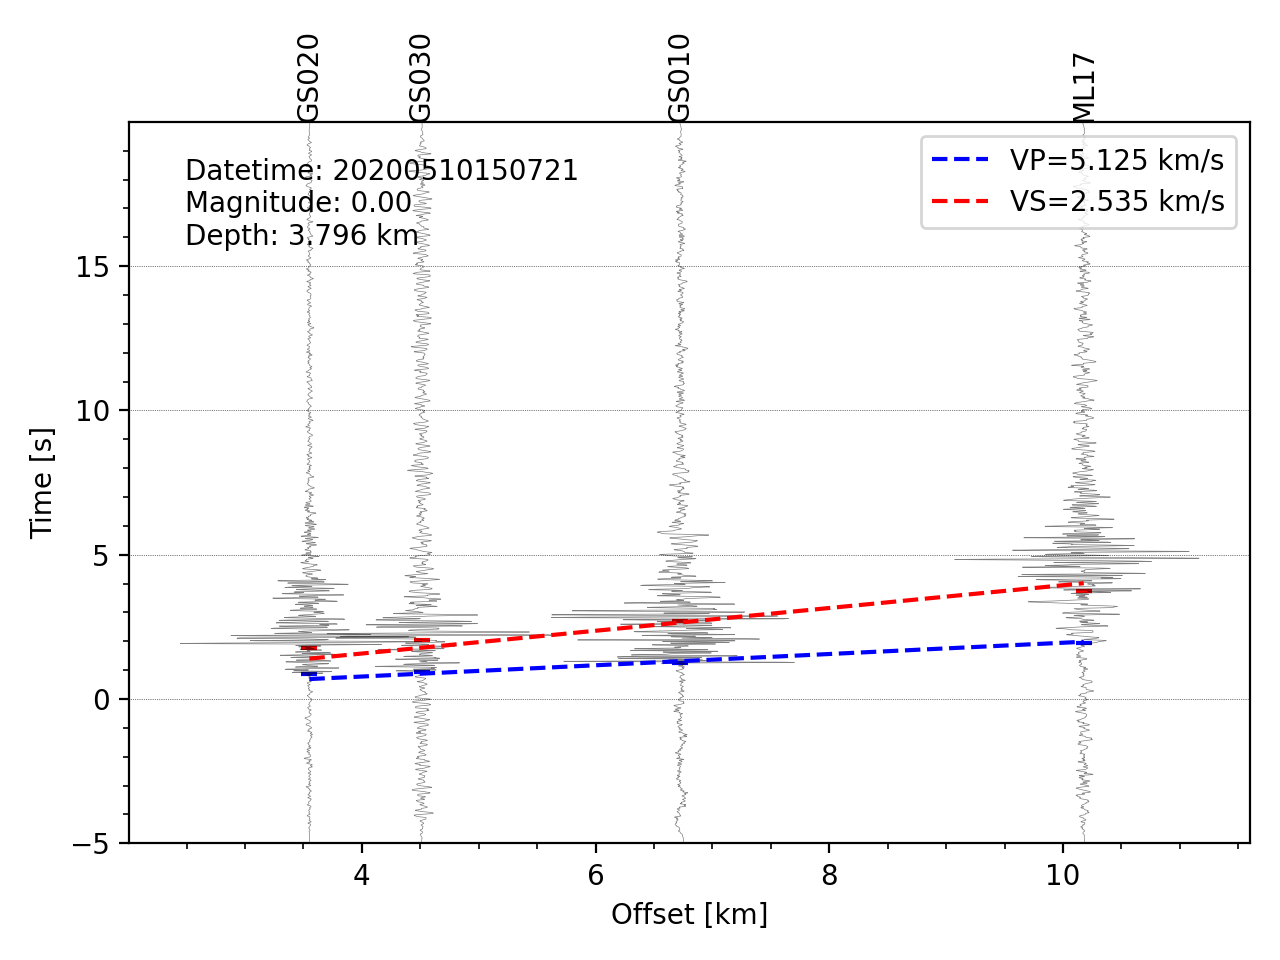 GS020
GS030
GS010
ML17
Datetime: 20200510150721
Magnitude: 0.00
Depth: 3.796 km
VP=5.125 km/s
VS=2.535 km/s
15
10
5
0
−5
Time [s]
4
6
8
10
Offset [km]